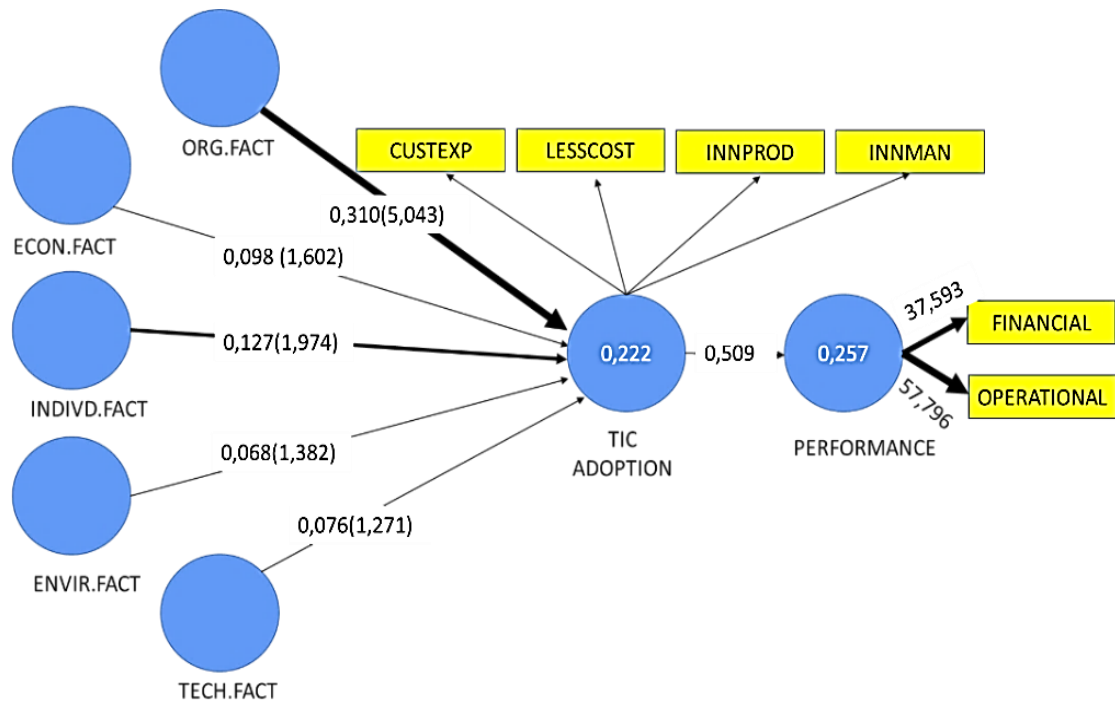 ORG.FACT
CUSTEXP
LESSCOST
INNPROD
INNMAN
0,310(5,043)
ECON.FACT
0,098 (1,602)
0,127(1,974)
INDIVD.FACT
0,222
0,509
0,257
37,593
FINANCIAL
57,796
OPERATIONAL
TIC
ADOPTION
PERFORMANCE
0,068(1,382)
ENVIR.FACT
0,076(1,271)
TECH.FACT